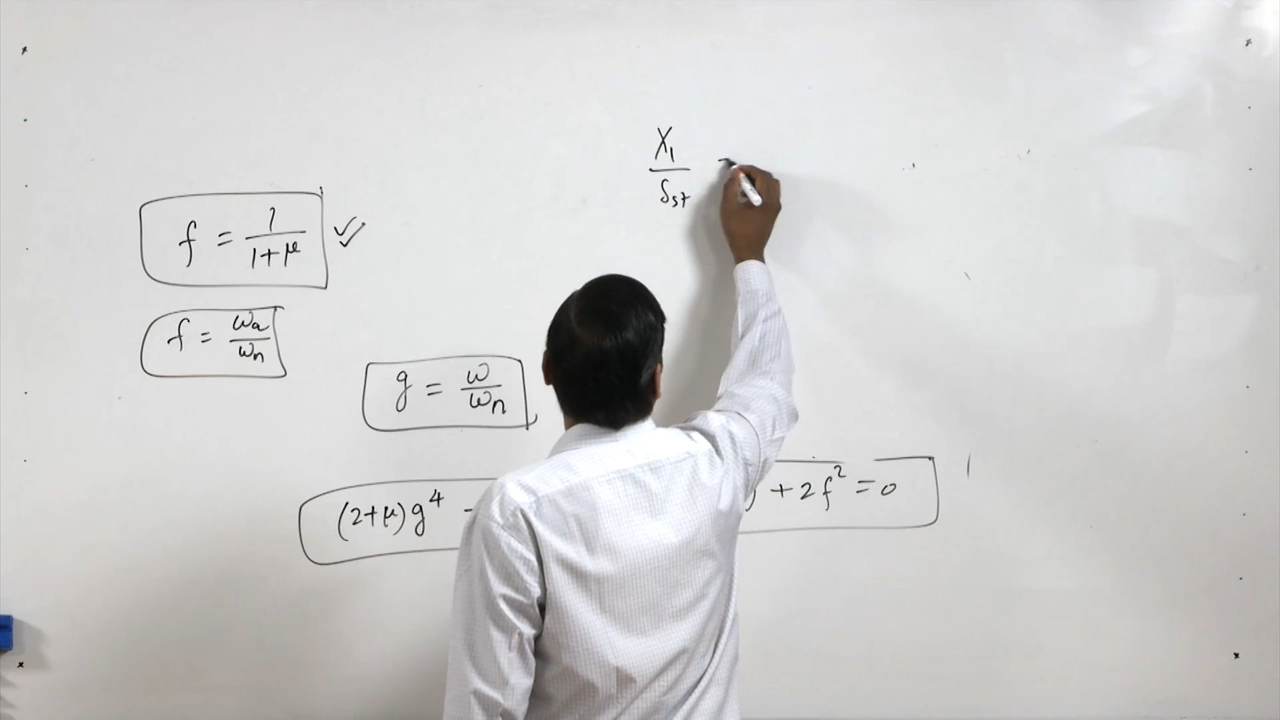 X₁
―
δst
f = 1/(1+μ) ✓✓
f = ωa/ωn
g = ω/ωn
(2+μ)g⁴ - ) + 2f² = 0